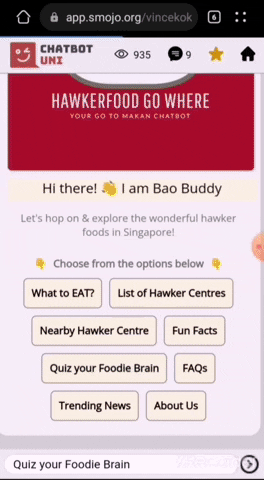 app.smojo.org/vincekok
6
CHATBOT
UNI
935
9
HAWKERFOOD GO WHERE
YOUR GO TO MAKAN CHATBOT
Hi there! 👋 I am Bao Buddy
Let's hop on & explore the wonderful hawker
foods in Singapore!
👇 Choose from the options below 👇
What to EAT?
List of Hawker Centres
Nearby Hawker Centre
Fun Facts
Quiz your Foodie Brain
FAQs
Trending News
About Us
Quiz your Foodie Brain